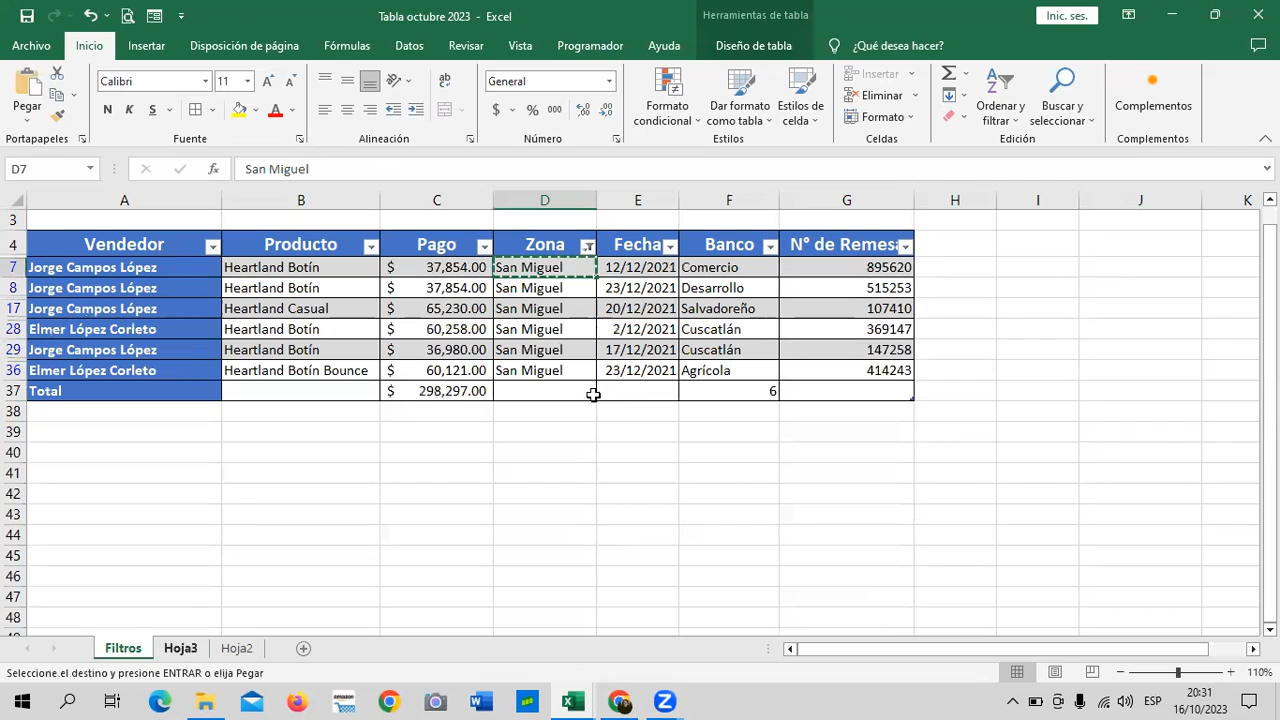 Tabla octubre 2023 - Excel
Herramientas de tabla
Inic. ses.
Archivo Inicio Insertar Disposición de página Fórmulas Datos Revisar Vista Programador Ayuda Diseño de tabla ¿Qué desea hacer?
Pegar
Calibri 11
N K S
General
$ % 000
Formato condicional
Dar formato como tabla
Estilos de celda
Insertar
Eliminar
Formato
Ordenar y filtrar
Buscar y seleccionar
Complementos
Portapapeles Fuente Alineación Número Estilos Celdas Edición Complementos
D7 fx San Miguel
A B C D E F G H I J K
3
4 Vendedor Producto Pago Zona Fecha Banco N° de Remesa
7 Jorge Campos López Heartland Botín $ 37,854.00 San Miguel 12/12/2021 Comercio 895620
8 Jorge Campos López Heartland Botín $ 37,854.00 San Miguel 23/12/2021 Desarrollo 515253
17 Jorge Campos López Heartland Casual $ 65,230.00 San Miguel 20/12/2021 Salvadoreño 107410
28 Elmer López Corleto Heartland Botín $ 60,258.00 San Miguel 2/12/2021 Cuscatlán 369147
29 Jorge Campos López Heartland Botín $ 36,980.00 San Miguel 17/12/2021 Cuscatlán 147258
36 Elmer López Corleto Heartland Botín Bounce $ 60,121.00 San Miguel 23/12/2021 Agrícola 414243
37 Total $ 298,297.00 6
38
39
40
41
42
43
44
45
46
47
48
Filtros Hoja3 Hoja2
Seleccione el destino y presione ENTRAR o elija Pegar
110%
ESP
20:31
16/10/2023